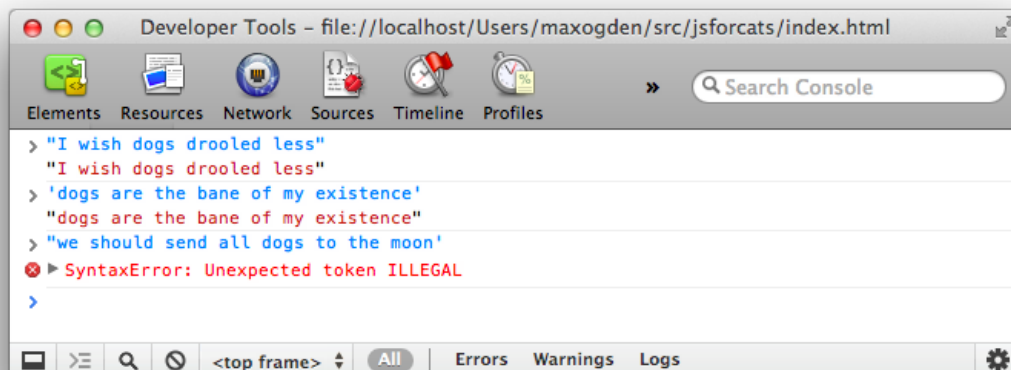 Developer Tools – file://localhost/Users/maxogden/src/jsforcats/index.html
Elements Resources Network Sources Timeline Profiles » Search Console
> "I wish dogs drooled less"
"I wish dogs drooled less"
> 'dogs are the bane of my existence'
"dogs are the bane of my existence"
> "we should send all dogs to the moon'
SyntaxError: Unexpected token ILLEGAL
>
<top frame> All Errors Warnings Logs